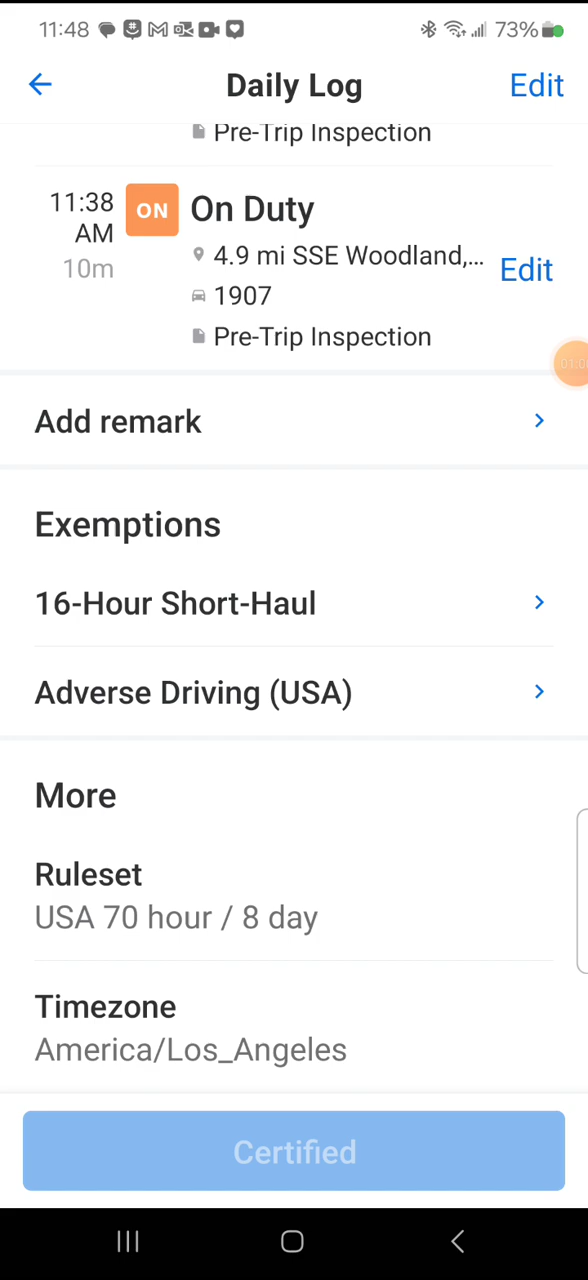 11:48
73%
Daily Log
Edit
Pre-Trip Inspection
11:38
AM
10m
ON
On Duty
4.9 mi SSE Woodland,...
1907
Pre-Trip Inspection
Edit
Add remark
Exemptions
16-Hour Short-Haul
Adverse Driving (USA)
More
Ruleset
USA 70 hour / 8 day
Timezone
America/Los_Angeles
Certified